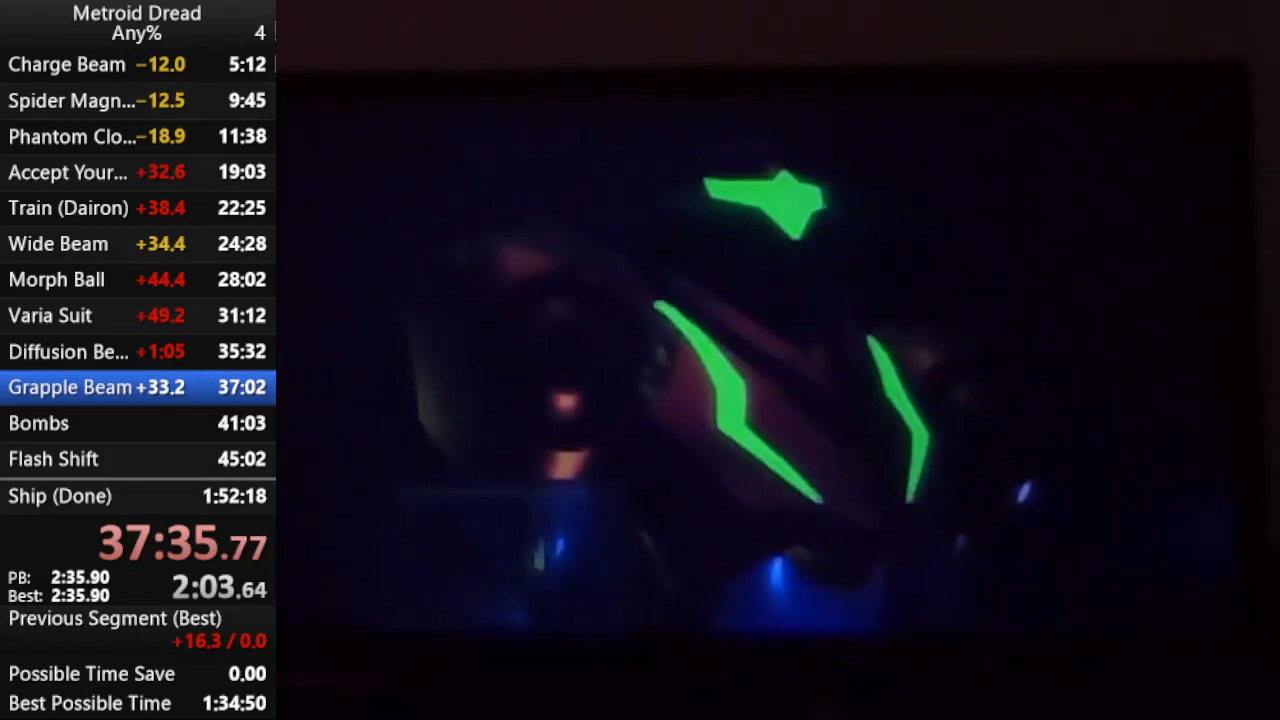 Metroid Dread
Any% 4
Charge Beam −12.0 5:12
Spider Magn... −12.5 9:45
Phantom Clo... −18.9 11:38
Accept Your... +32.6 19:03
Train (Dairon) +38.4 22:25
Wide Beam +34.4 24:28
Morph Ball +44.4 28:02
Varia Suit +49.2 31:12
Diffusion Be... +1:05 35:32
Grapple Beam +33.2 37:02
Bombs 41:03
Flash Shift 45:02
Ship (Done) 1:52:18
37:35.77
PB: 2:35.90
Best: 2:35.90
2:03.64
Previous Segment (Best)
+16.3 / 0.0
Possible Time Save 0.00
Best Possible Time 1:34:50